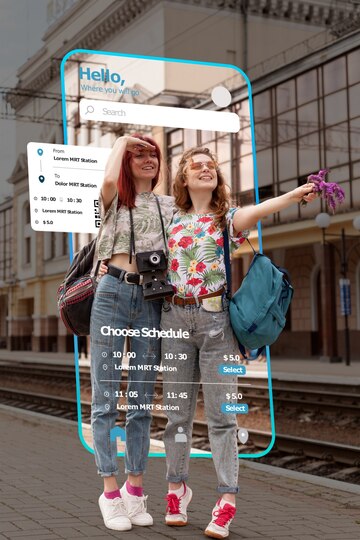 Hello,
Where you will go
Search
From
Lorem MRT Station
To
Dolor MRT Station
10 : 00
10 : 30
Lorem MRT Station
$ 5.0
Choose Schedule
10 : 00
10 : 30
$ 5.0
Lorem MRT Station
Select
11 : 05
11 : 45
$ 5.0
Lorem MRT Station
Select